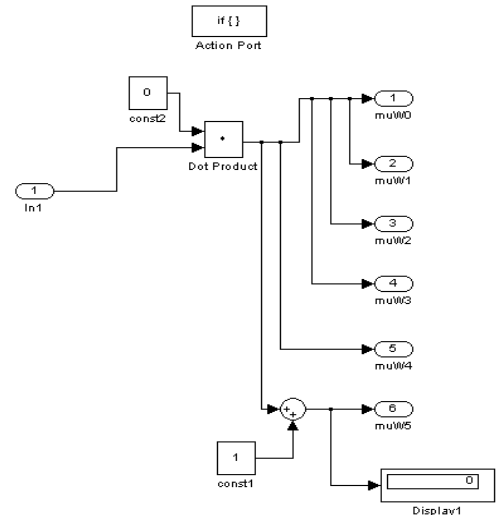 if { }
Action Port
0
const2
Dot Product
1
In1
1
muW0
2
muW1
3
muW2
4
muW3
5
muW4
+
+
6
muW5
1
const1
0
Display1